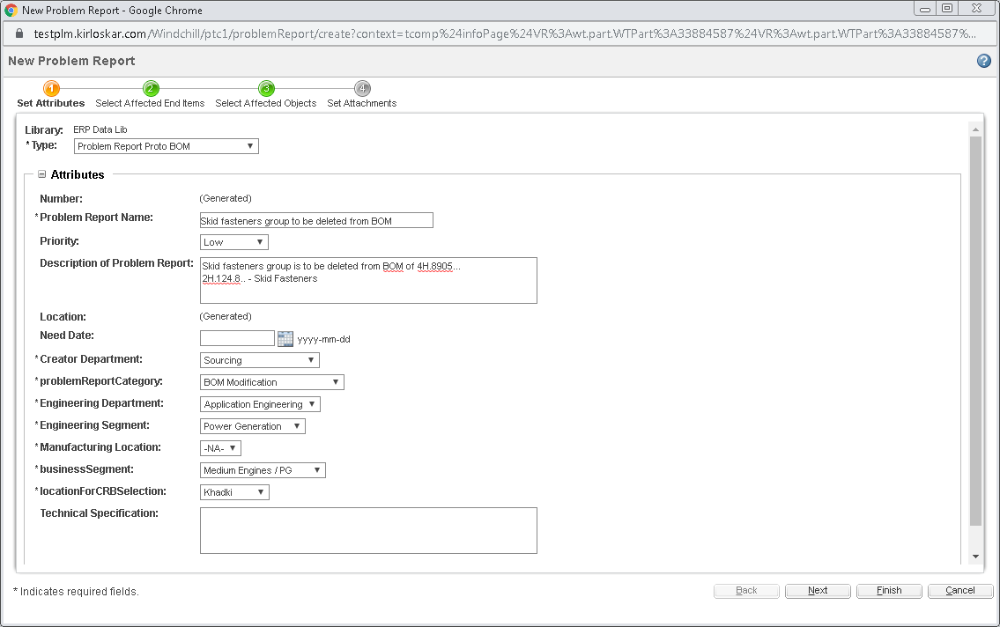 New Problem Report - Google Chrome
testplm.kirloskar.com/Windchill/ptc1/problemReport/create?context=tcomp%24infoPage%24VR%3Awt.part.WTPart%3A33884587%24VR%3Awt.part.WTPart%3A33884587%...
New Problem Report
?
1 2 3 4
Set Attributes Select Affected End Items Select Affected Objects Set Attachments
Library: ERP Data Lib
*Type: Problem Report Proto BOM
Attributes
Number: (Generated)
*Problem Report Name: Skid fasteners group to be deleted from BOM
Priority: Low
Description of Problem Report: Skid fasteners group is to be deleted from BOM of 4H.8905...
2H.124.8.. - Skid Fasteners
Location: (Generated)
Need Date: yyyy-mm-dd
*Creator Department: Sourcing
*problemReportCategory: BOM Modification
*Engineering Department: Application Engineering
*Engineering Segment: Power Generation
*Manufacturing Location: -NA-
*businessSegment: Medium Engines / PG
*locationForCRBSelection: Khadki
Technical Specification:
* Indicates required fields.
Back Next Finish Cancel